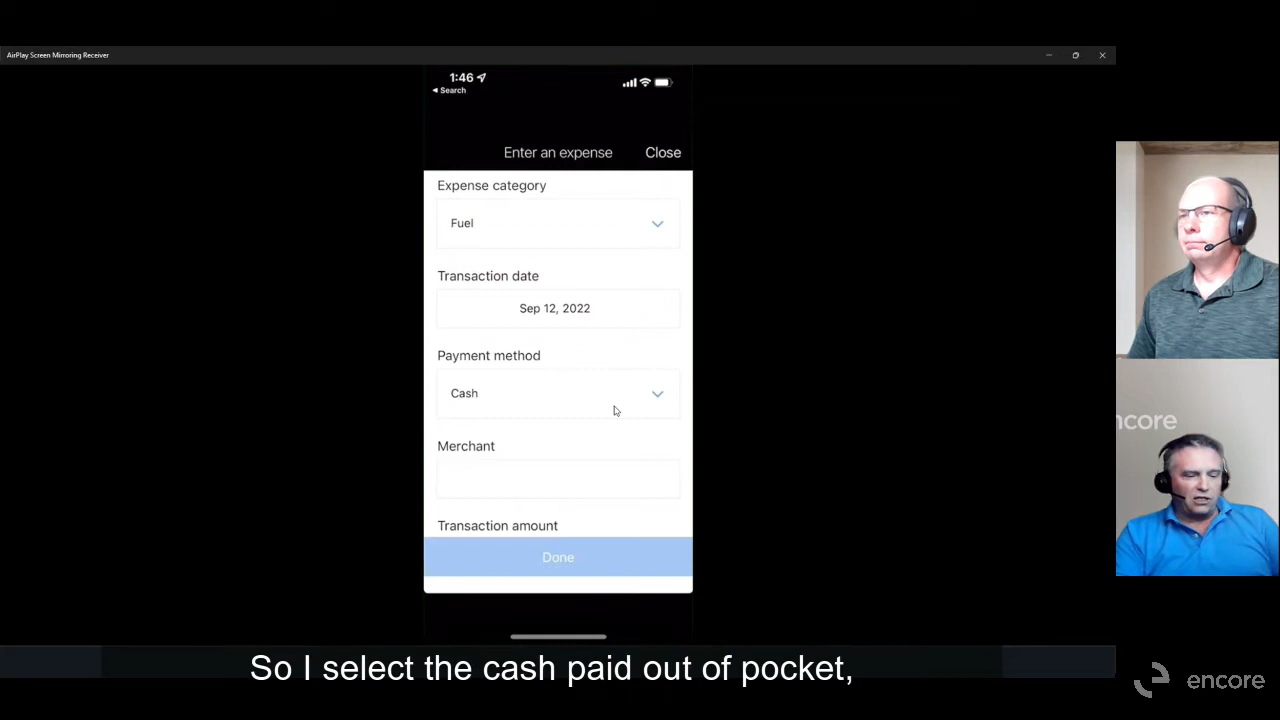 AirPlay Screen Mirroring Receiver
1:46
Search
Enter an expense
Close
Expense category
Fuel
Transaction date
Sep 12, 2022
Payment method
Cash
Merchant
Transaction amount
Done
ncore
So I select the cash paid out of pocket,
encore